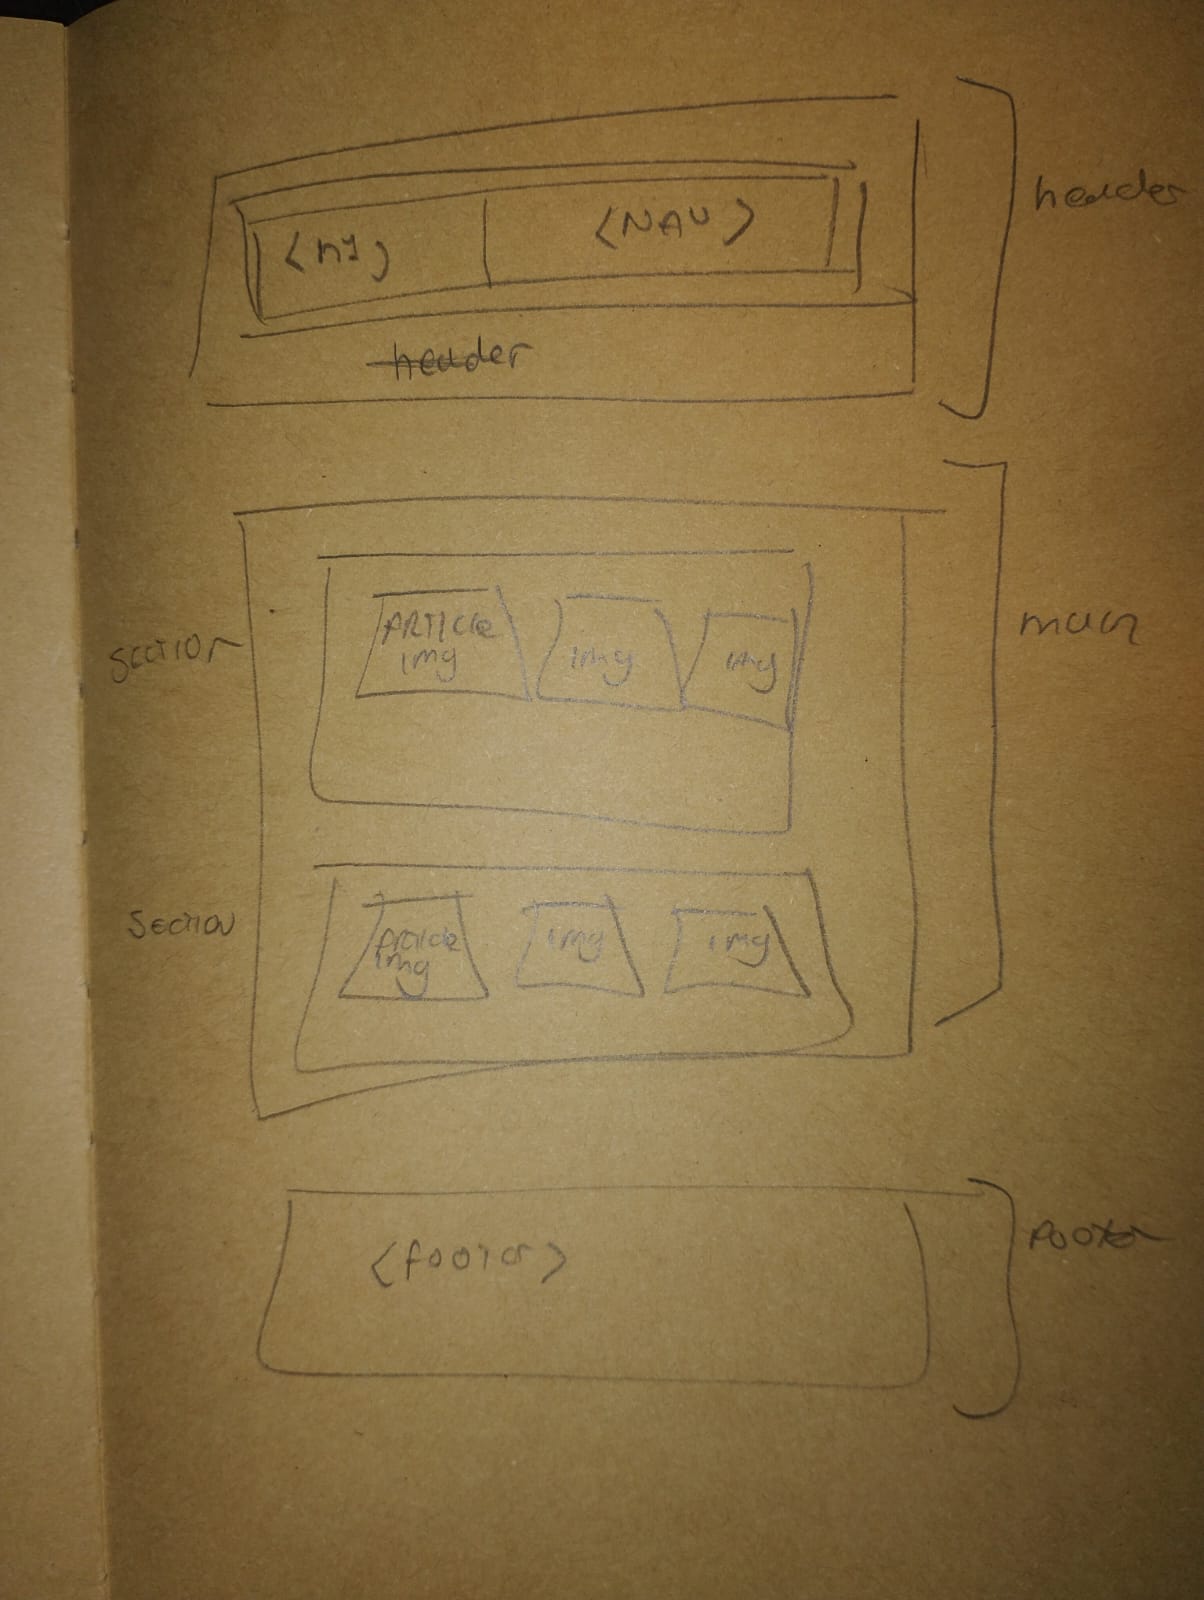 header
<h1> <NAV>
header
main
SECTION
ARTICLE
img img img
SECTION
Article
img img img
<footer>
footer